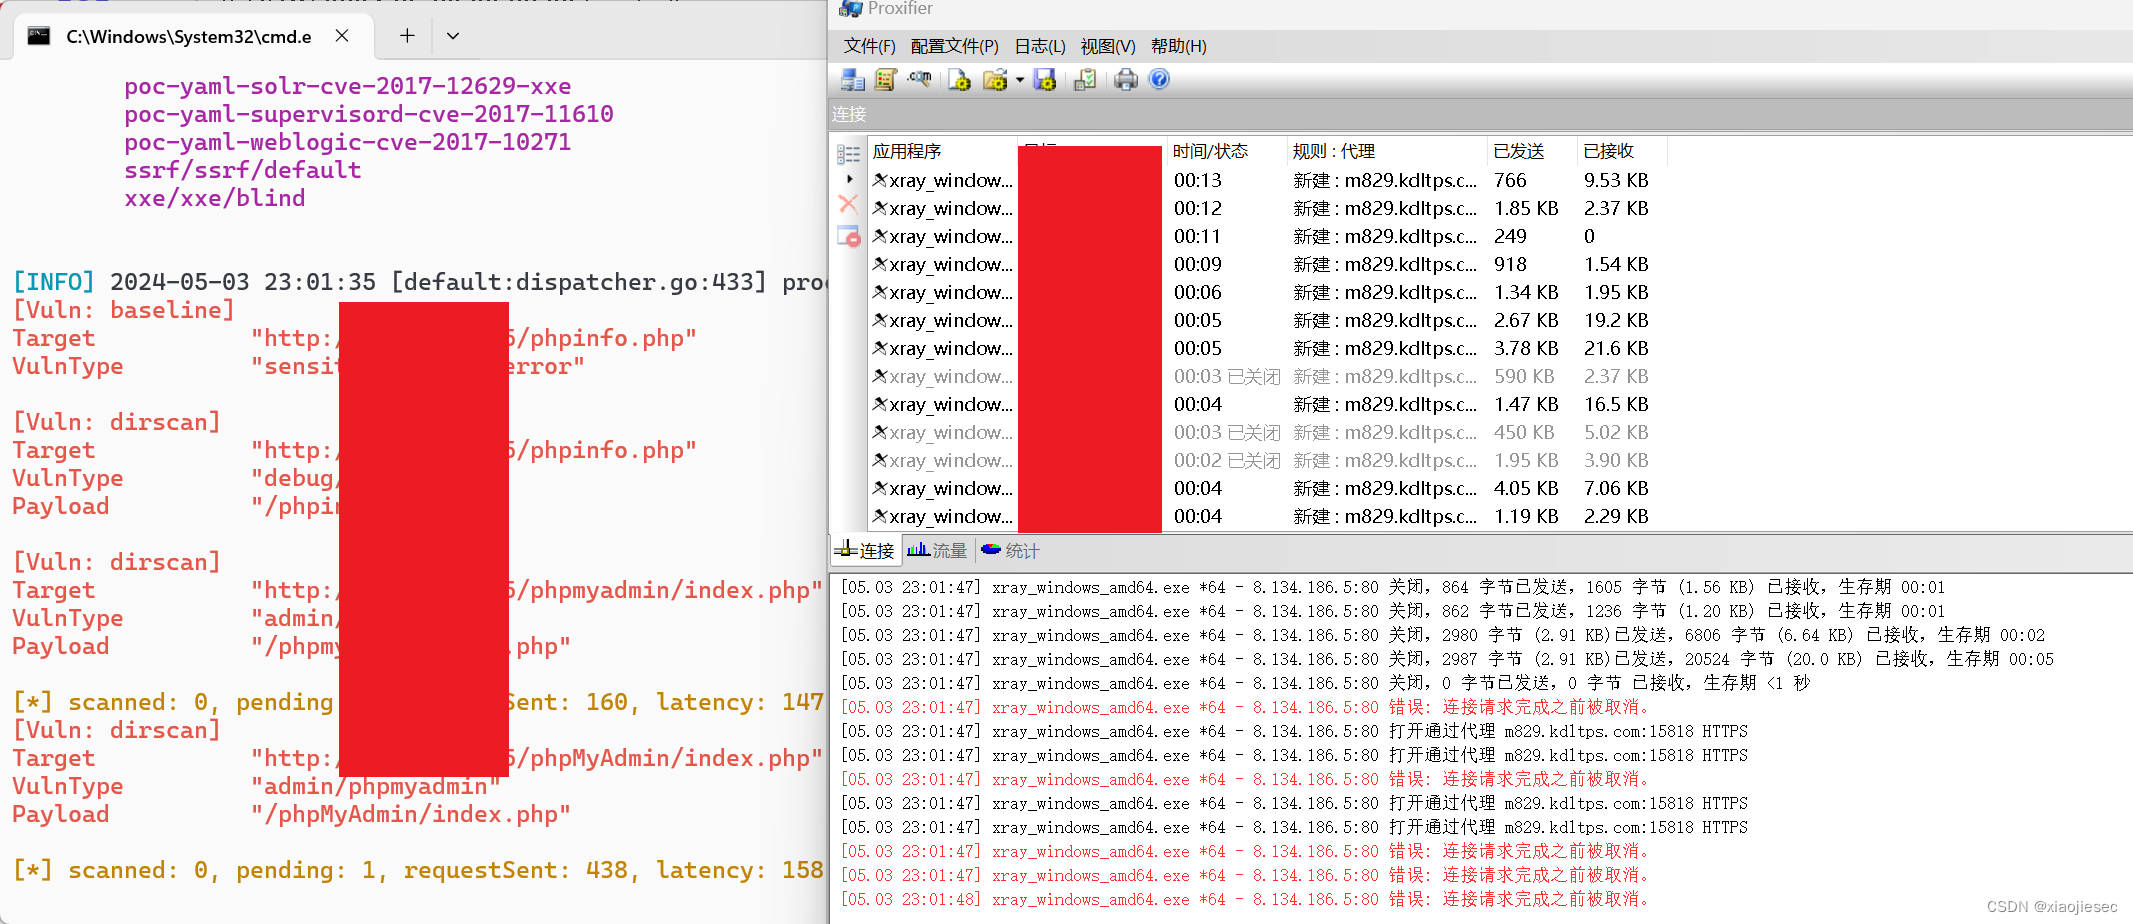 C:\Windows\System32\cmd.e
poc-yaml-solr-cve-2017-12629-xxe
poc-yaml-supervisord-cve-2017-11610
poc-yaml-weblogic-cve-2017-10271
ssrf/ssrf/default
xxe/xxe/blind
[INFO] 2024-05-03 23:01:35 [default:dispatcher.go:433] proc
[Vuln: baseline]
Target "http:/ 6/phpinfo.php"
VulnType "sensit error"
[Vuln: dirscan]
Target "http:/ 6/phpinfo.php"
VulnType "debug/
Payload "/phpin
[Vuln: dirscan]
Target "http:/ 6/phpmyadmin/index.php"
VulnType "admin/
Payload "/phpmy .php"
[*] scanned: 0, pending Sent: 160, latency: 147
[Vuln: dirscan]
Target "http:/ 6/phpMyAdmin/index.php"
VulnType "admin/phpmyadmin"
Payload "/phpMyAdmin/index.php"
[*] scanned: 0, pending: 1, requestSent: 438, latency: 158
Proxifier
文件(F) 配置文件(P) 日志(L) 视图(V) 帮助(H)
连接
应用程序 时间/状态 规则 : 代理 已发送 已接收
xray_window... 00:13 新建 : m829.kdltps.c... 766 9.53 KB
xray_window... 00:12 新建 : m829.kdltps.c... 1.85 KB 2.37 KB
xray_window... 00:11 新建 : m829.kdltps.c... 249 0
xray_window... 00:09 新建 : m829.kdltps.c... 918 1.54 KB
xray_window... 00:06 新建 : m829.kdltps.c... 1.34 KB 1.95 KB
xray_window... 00:05 新建 : m829.kdltps.c... 2.67 KB 19.2 KB
xray_window... 00:05 新建 : m829.kdltps.c... 3.78 KB 21.6 KB
xray_window... 00:03 已关闭 新建 : m829.kdltps.c... 590 KB 2.37 KB
xray_window... 00:04 新建 : m829.kdltps.c... 1.47 KB 16.5 KB
xray_window... 00:03 已关闭 新建 : m829.kdltps.c... 450 KB 5.02 KB
xray_window... 00:02 已关闭 新建 : m829.kdltps.c... 1.95 KB 3.90 KB
xray_window... 00:04 新建 : m829.kdltps.c... 4.05 KB 7.06 KB
xray_window... 00:04 新建 : m829.kdltps.c... 1.19 KB 2.29 KB
连接 流量 统计
[05.03 23:01:47] xray_windows_amd64.exe *64 - 8.134.186.5:80 关闭，864 字节已发送，1605 字节 (1.56 KB) 已接收，生存期 00:01
[05.03 23:01:47] xray_windows_amd64.exe *64 - 8.134.186.5:80 关闭，862 字节已发送，1236 字节 (1.20 KB) 已接收，生存期 00:01
[05.03 23:01:47] xray_windows_amd64.exe *64 - 8.134.186.5:80 关闭，2980 字节 (2.91 KB)已发送，6806 字节 (6.64 KB) 已接收，生存期 00:02
[05.03 23:01:47] xray_windows_amd64.exe *64 - 8.134.186.5:80 关闭，2987 字节 (2.91 KB)已发送，20524 字节 (20.0 KB) 已接收，生存期 00:05
[05.03 23:01:47] xray_windows_amd64.exe *64 - 8.134.186.5:80 关闭，0 字节已发送，0 字节 已接收，生存期 <1 秒
[05.03 23:01:47] xray_windows_amd64.exe *64 - 8.134.186.5:80 错误: 连接请求完成之前被取消。
[05.03 23:01:47] xray_windows_amd64.exe *64 - 8.134.186.5:80 打开通过代理 m829.kdltps.com:15818 HTTPS
[05.03 23:01:47] xray_windows_amd64.exe *64 - 8.134.186.5:80 打开通过代理 m829.kdltps.com:15818 HTTPS
[05.03 23:01:47] xray_windows_amd64.exe *64 - 8.134.186.5:80 错误: 连接请求完成之前被取消。
[05.03 23:01:47] xray_windows_amd64.exe *64 - 8.134.186.5:80 打开通过代理 m829.kdltps.com:15818 HTTPS
[05.03 23:01:47] xray_windows_amd64.exe *64 - 8.134.186.5:80 打开通过代理 m829.kdltps.com:15818 HTTPS
[05.03 23:01:47] xray_windows_amd64.exe *64 - 8.134.186.5:80 错误: 连接请求完成之前被取消。
[05.03 23:01:47] xray_windows_amd64.exe *64 - 8.134.186.5:80 错误: 连接请求完成之前被取消。
[05.03 23:01:48] xray_windows_amd64.exe *64 - 8.134.186.5:80 错误: 连接请求完成之前被取消。
CSDN @xiaojiesec